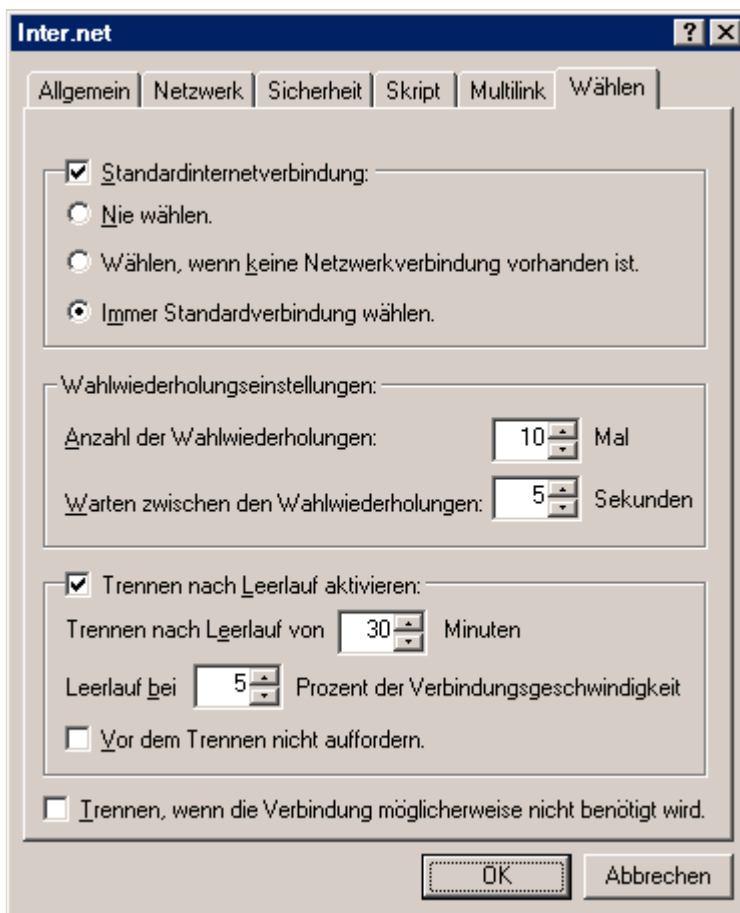 Inter.net
Allgemein Netzwerk Sicherheit Skript Multilink Wählen
Standardinternetverbindung:
Nie wählen.
Wählen, wenn keine Netzwerkverbindung vorhanden ist.
Immer Standardverbindung wählen.
Wahlwiederholungseinstellungen:
Anzahl der Wahlwiederholungen: 10 Mal
Warten zwischen den Wahlwiederholungen: 5 Sekunden
Trennen nach Leerlauf aktivieren:
Trennen nach Leerlauf von 30 Minuten
Leerlauf bei 5 Prozent der Verbindungsgeschwindigkeit
Vor dem Trennen nicht auffordern.
Trennen, wenn die Verbindung möglicherweise nicht benötigt wird.
OK Abbrechen